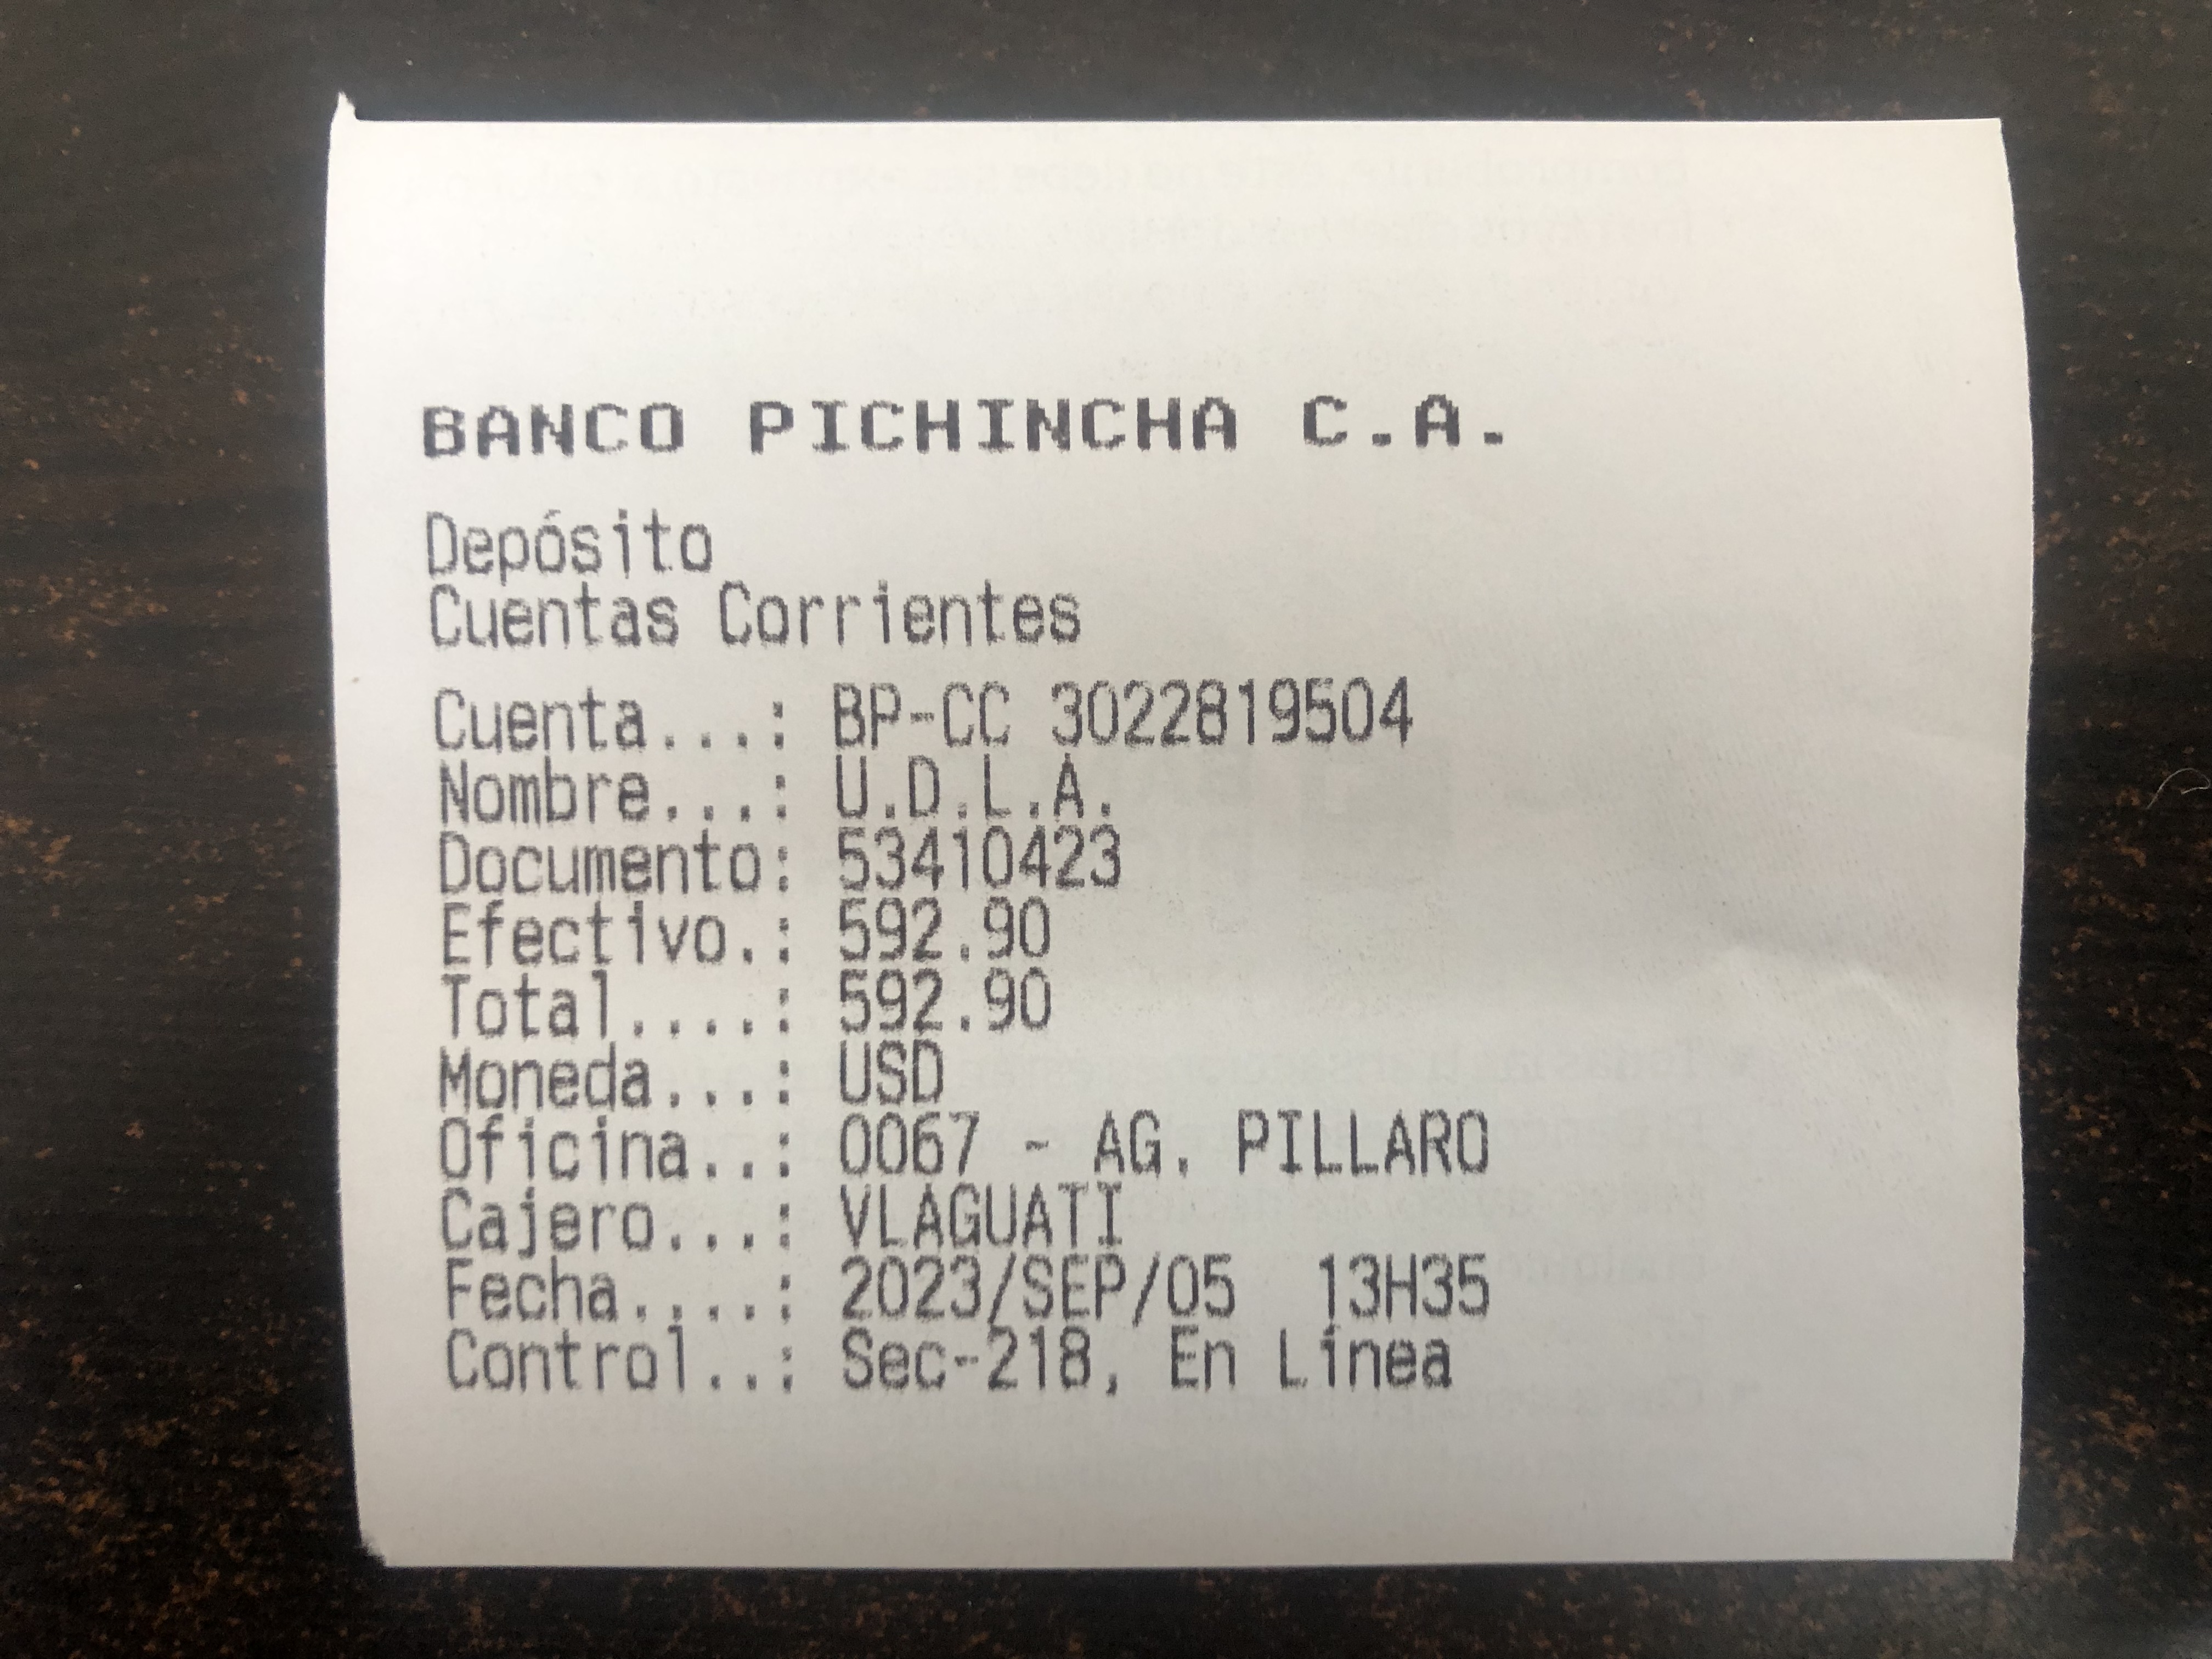 BANCO PICHINCHA C.A.
Depósito
Cuentas Corrientes
Cuenta...: BP-CC 3022819504
Nombre...: U.D.L.A.
Documento: 53410423
Efectivo.: 592.90
Total....: 592.90
Moneda...: USD
Oficina..: 0067 - AG. PILLARO
Cajero...: VLAGUATI
Fecha....: 2023/SEP/05  13H35
Control..: Sec-218, En Línea